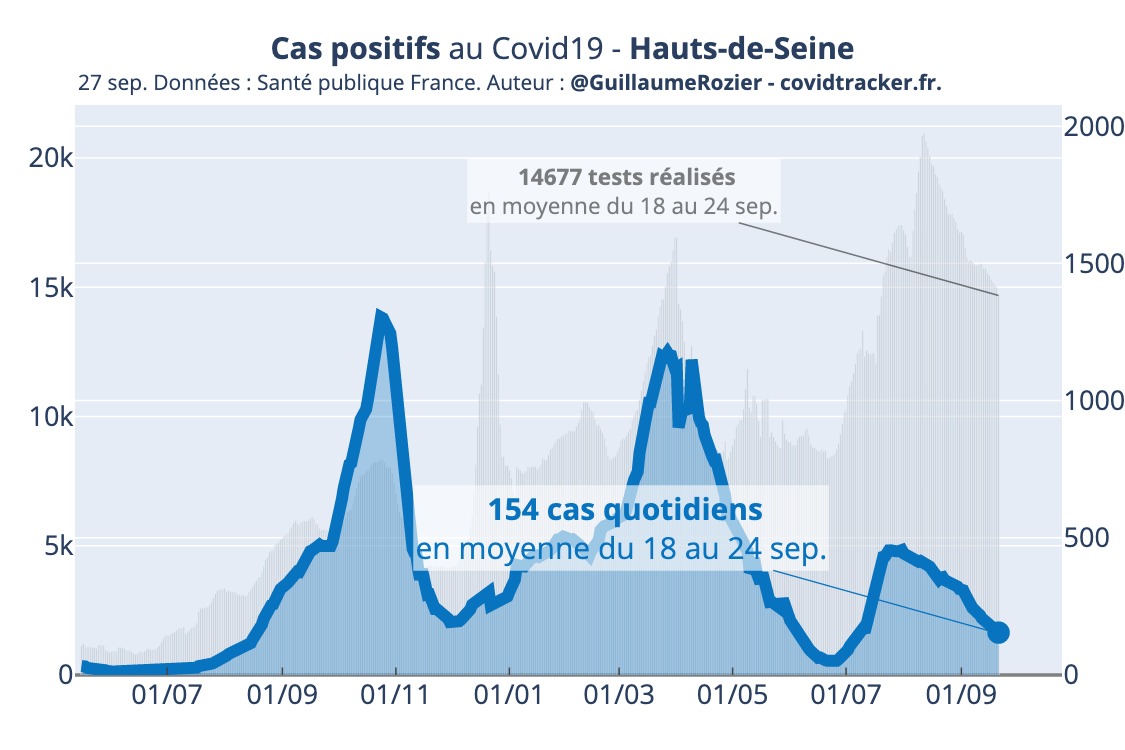 Cas positifs au Covid19 - Hauts-de-Seine
27 sep. Données : Santé publique France. Auteur : @GuillaumeRozier - covidtracker.fr.
2000
20k
14677 tests réalisés
en moyenne du 18 au 24 sep.
1500
15k
1000
10k
154 cas quotidiens
en moyenne du 18 au 24 sep.
500
5k
0
0
01/07 01/09 01/11 01/01 01/03 01/05 01/07 01/09